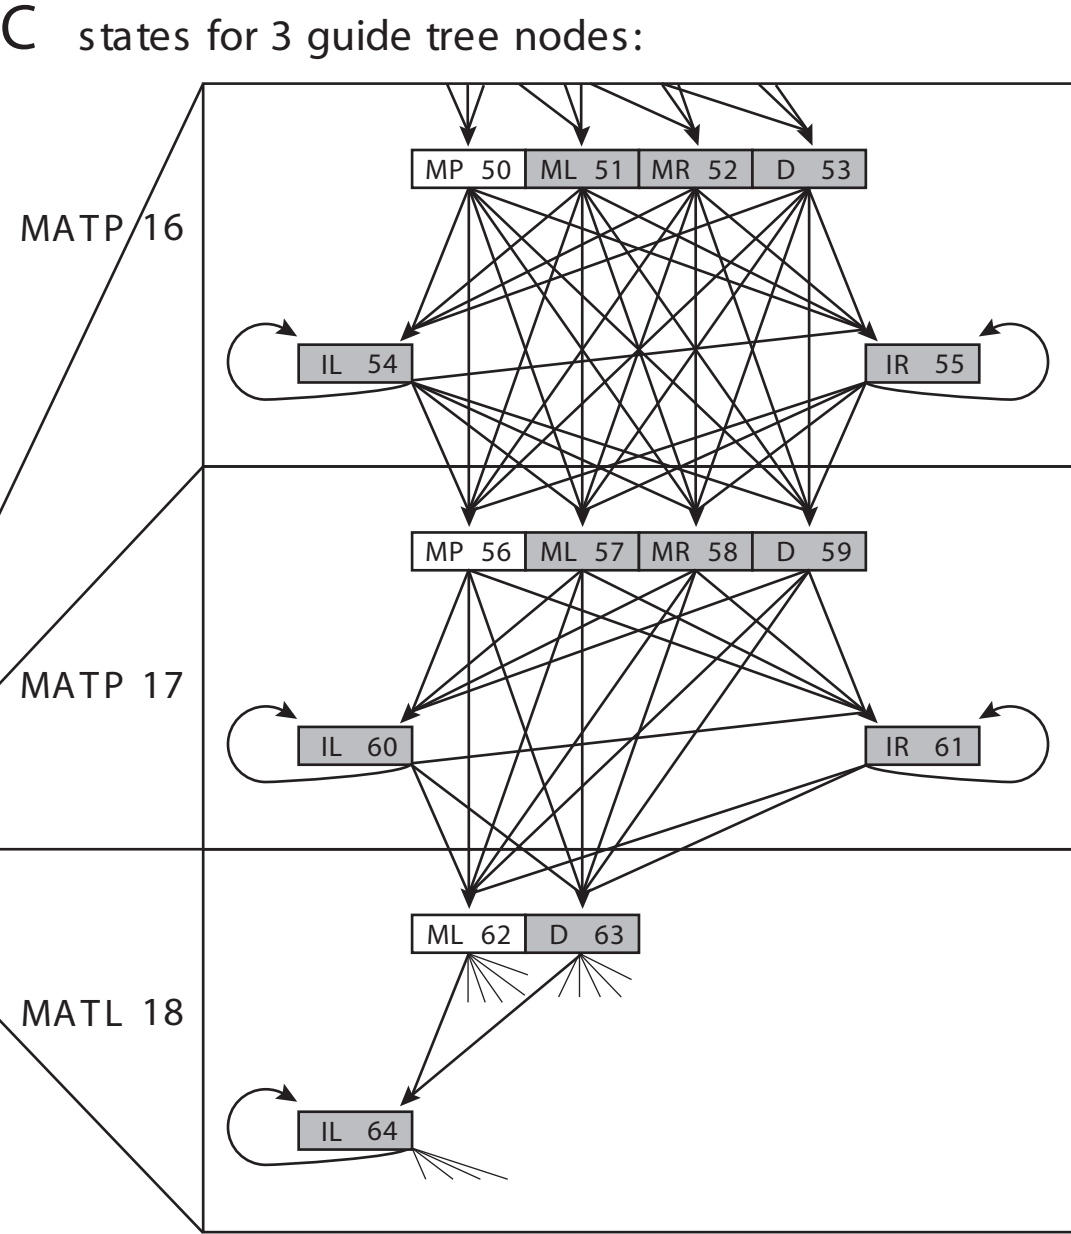 C states for 3 guide tree nodes:
MP 50 ML 51 MR 52 D 53
MATP 16
IL 54 IR 55
MP 56 ML 57 MR 58 D 59
MATP 17
IL 60 IR 61
ML 62 D 63
MATL 18
IL 64